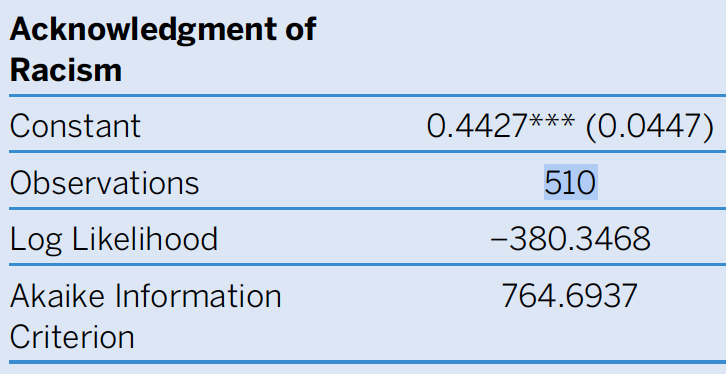 Acknowledgment of
Racism
Constant 0.4427*** (0.0447)
Observations 510
Log Likelihood −380.3468
Akaike Information 764.6937
Criterion